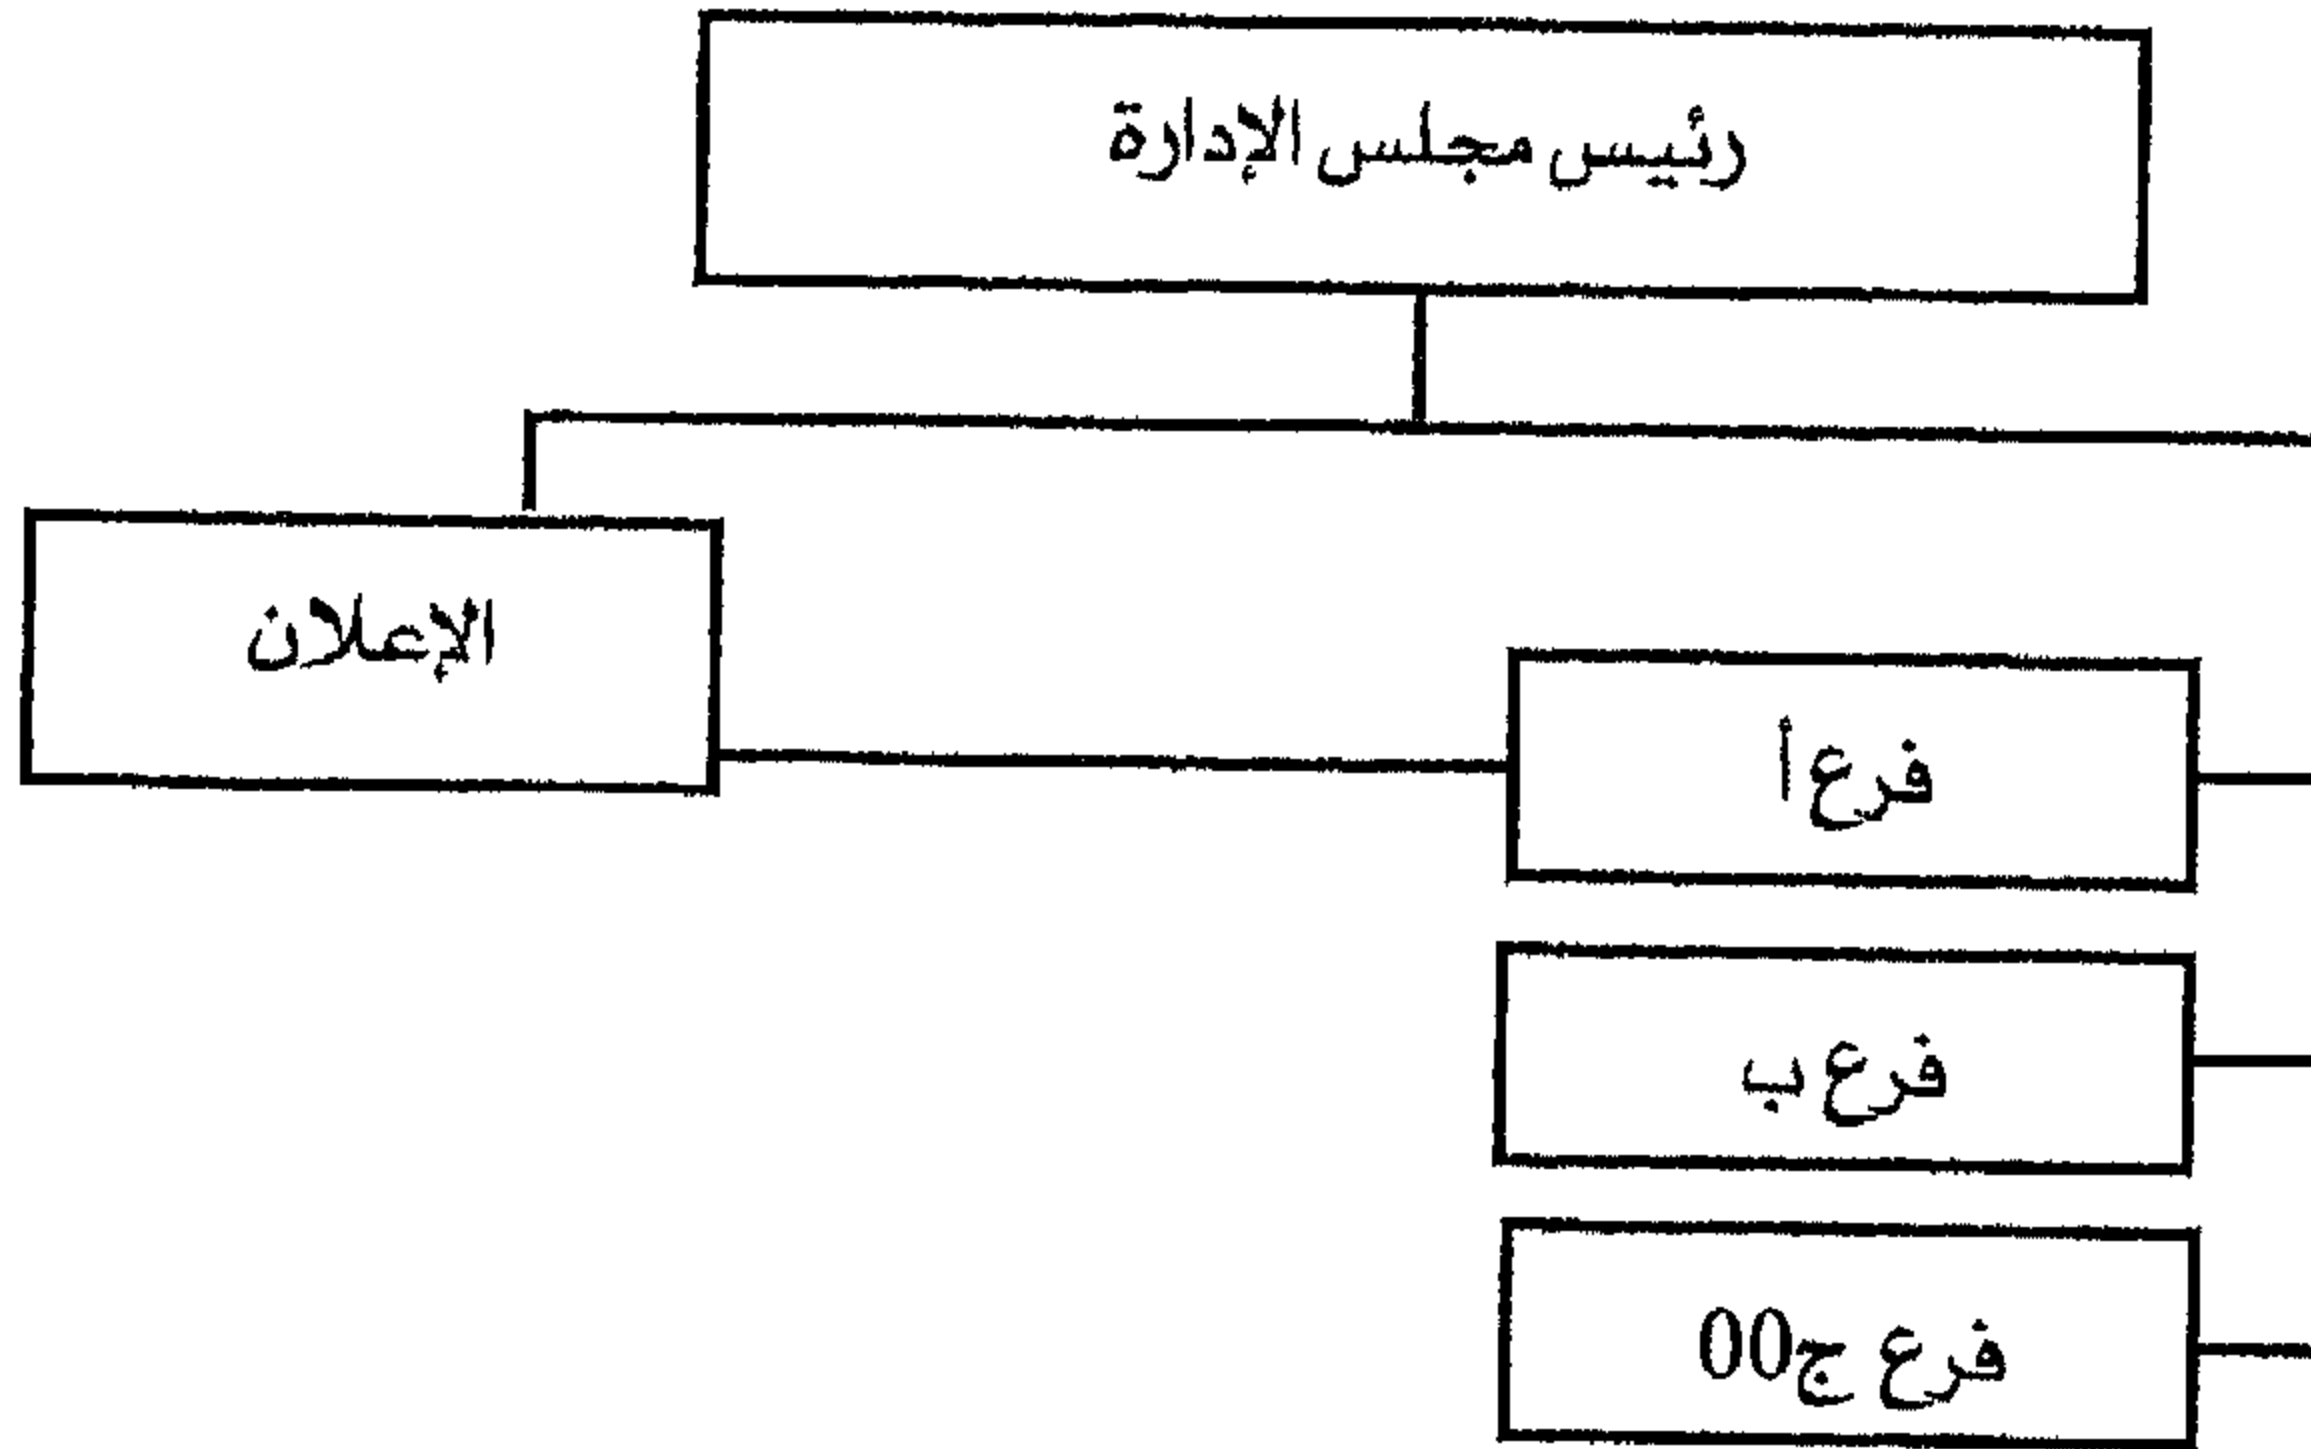 رئيس مجلس الإدارة
الإعلان
فرع أ
فرع ب
فرع ج00